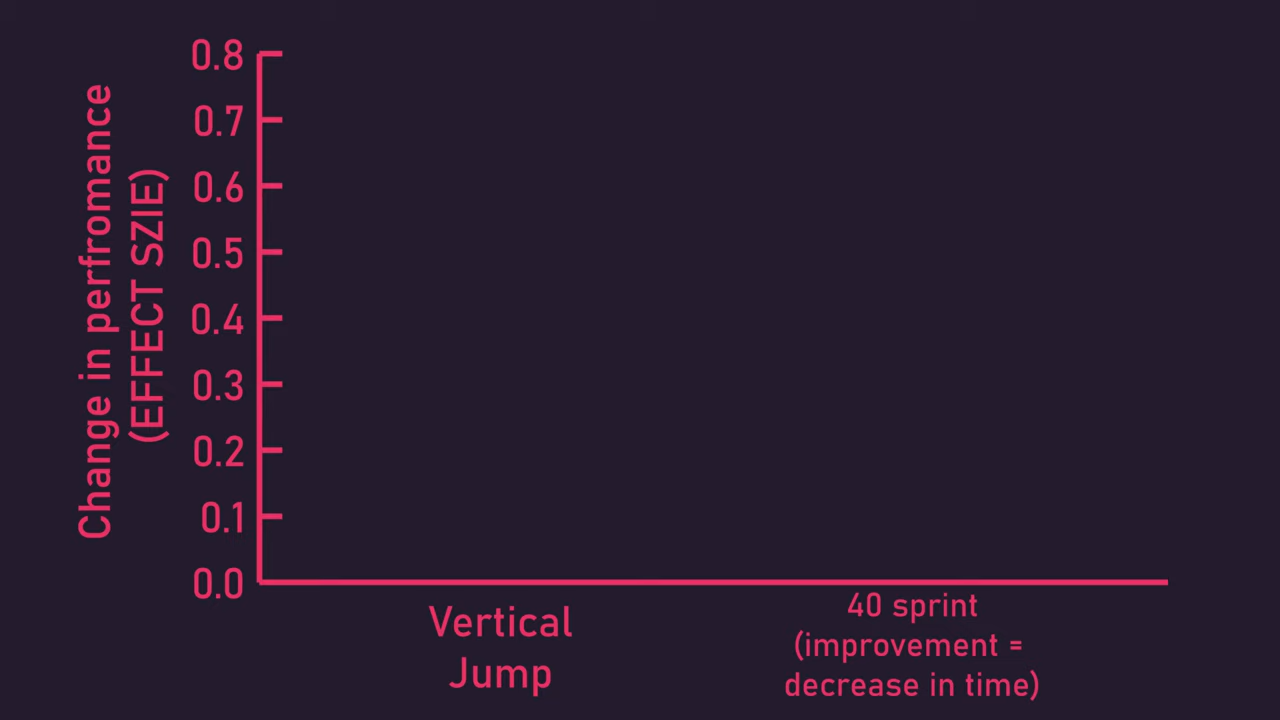 Change in perfromance
(EFFECT SZIE)
0.8
0.7
0.6
0.5
0.4
0.3
0.2
0.1
0.0
Vertical
Jump
40 sprint
(improvement =
decrease in time)